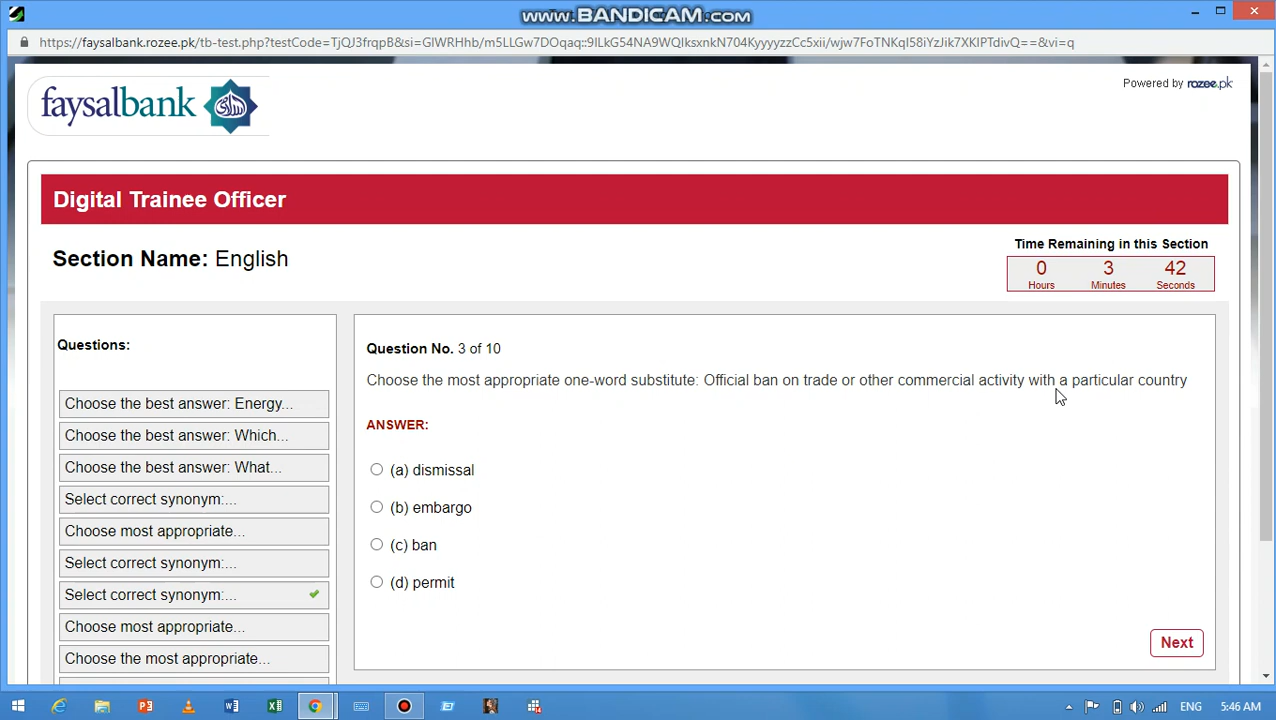 www.BANDICAM.com
https://faysalbank.rozee.pk/tb-test.php?testCode=TjQJ3frqpB&si=GlWRHhb/m5LLGw7DOqaq::9ILkG54NA9WQIksxnkN704KyyyyzzCc5xii/wjw7FoTNKqI58iYzJik7XKIPTdivQ==&vi=q
faysalbank
Powered by rozee.pk
Digital Trainee Officer
Section Name: English
Time Remaining in this Section
0 3 42
Hours Minutes Seconds
Questions:
Choose the best answer: Energy...
Choose the best answer: Which...
Choose the best answer: What...
Select correct synonym:...
Choose most appropriate...
Select correct synonym:...
Select correct synonym:...
Choose most appropriate...
Choose the most appropriate...
Question No. 3 of 10
Choose the most appropriate one-word substitute: Official ban on trade or other commercial activity with a particular country
ANSWER:
(a) dismissal
(b) embargo
(c) ban
(d) permit
Next
ENG 5:46 AM